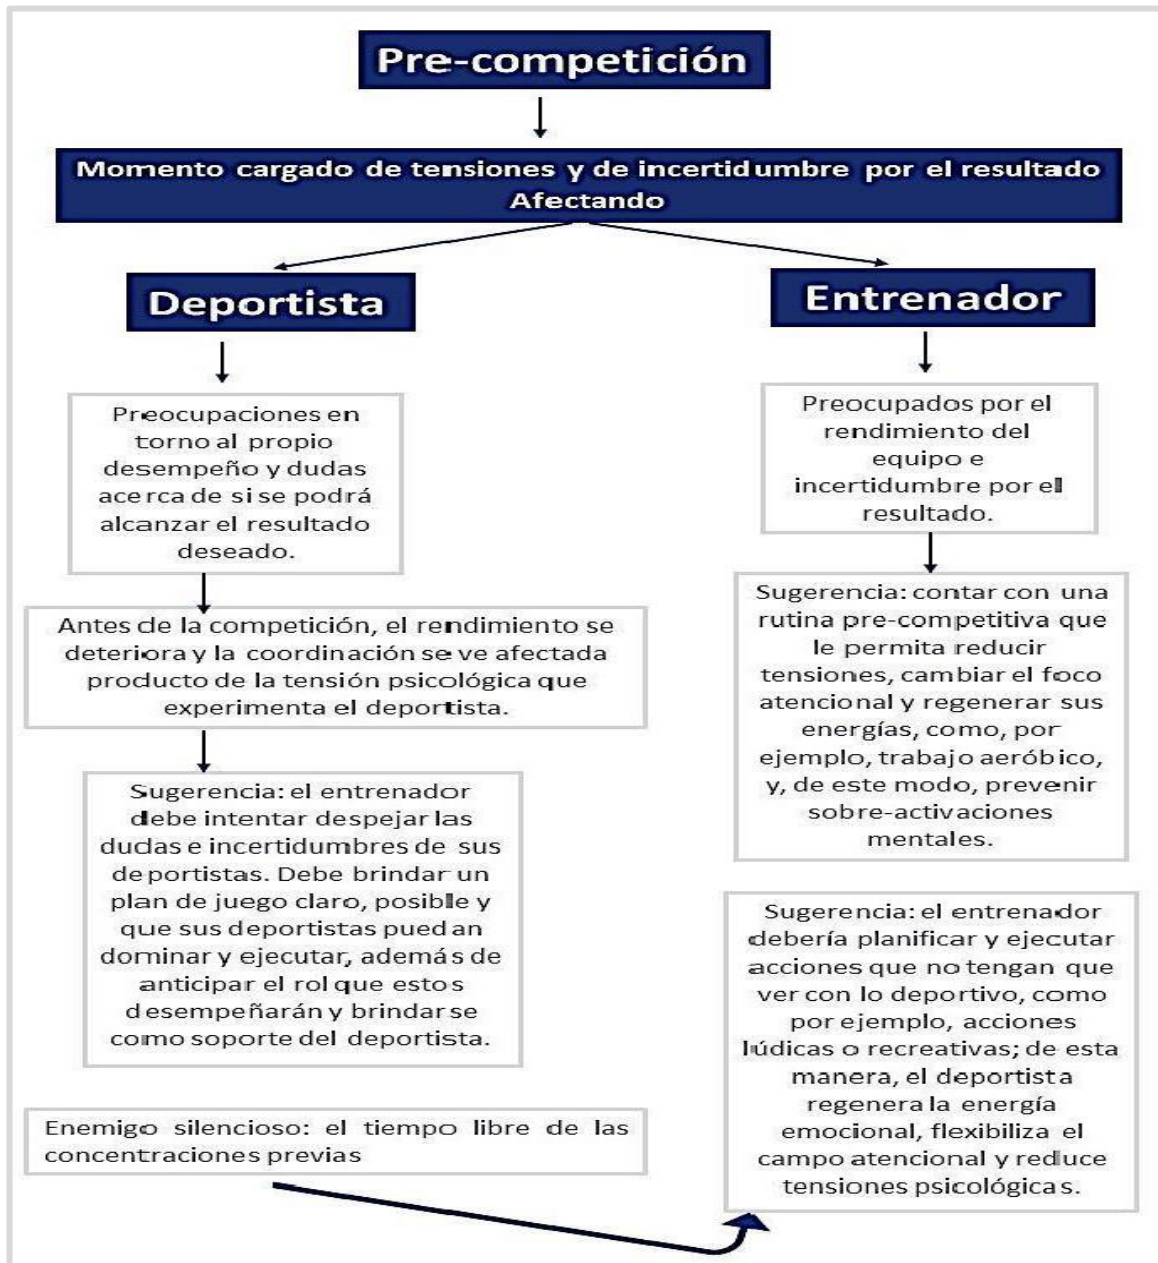 Pre-competición
Momento cargado de tensiones y de incertidumbre por el resultado
Afectando
Deportista
Preocupaciones en
torno al propio
desempeño y dudas
acerca de si se podrá
alcanzar el resultado
deseado.
Antes de la competición, el rendimiento se
deteriora y la coordinación se ve afectada
producto de la tensión psicológica que
experimenta el deportista.
Sugerencia: el entrenador
debe intentar despejar las
dudas e incertidumbres de sus
deportistas. Debe brindar un
plan de juego claro, posible y
que sus deportistas puedan
dominar y ejecutar, además de
anticipar el rol que estos
desempeñarán y brindarse
como soporte del deportista.
Enemigo silencioso: el tiempo libre de las
concentraciones previas
Entrenador
Preocupados por el
rendimiento del
equipo e
incertidumbre por el
resultado.
Sugerencia: contar con una
rutina pre-competitiva que
le permita reducir
tensiones, cambiar el foco
atencional y regenerar sus
energías, como, por
ejemplo, trabajo aeróbico,
y, de este modo, prevenir
sobre-activaciones
mentales.
Sugerencia: el entrenador
debería planificar y ejecutar
acciones que no tengan que
ver con lo deportivo, como
por ejemplo, acciones
lúdicas o recreativas; de esta
manera, el deportista
regenera la energía
emocional, flexibiliza el
campo atencional y reduce
tensiones psicológicas.